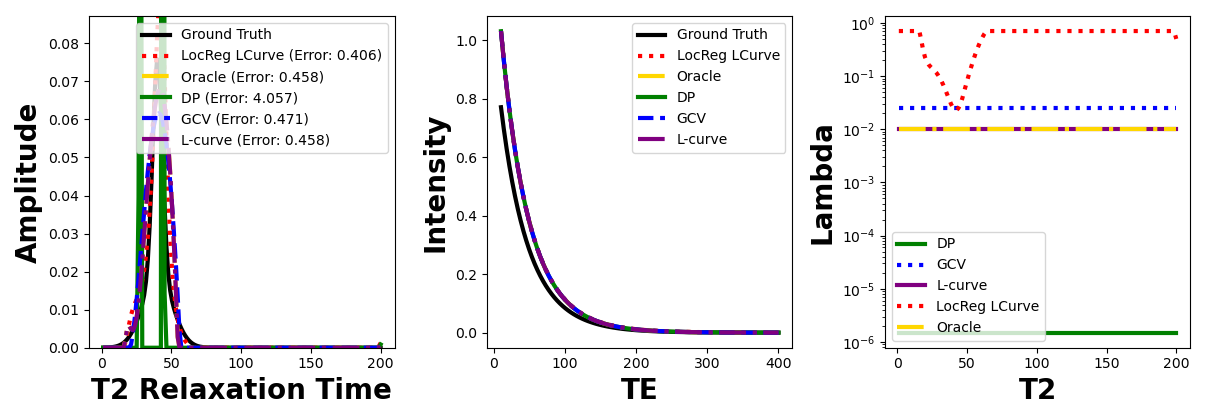 Amplitude
0.08
0.07
0.06
0.05
0.04
0.03
0.02
0.01
0.00
Ground Truth
LocReg LCurve (Error: 0.406)
Oracle (Error: 0.458)
DP (Error: 4.057)
GCV (Error: 0.471)
L-curve (Error: 0.458)
0 50 100 150 200
T2 Relaxation Time
Intensity
1.0
0.8
0.6
0.4
0.2
0.0
Ground Truth
LocReg LCurve
Oracle
DP
GCV
L-curve
0 100 200 300 400
TE
Lambda
10⁰
10⁻¹
10⁻²
10⁻³
10⁻⁴
10⁻⁵
10⁻⁶
DP
GCV
L-curve
LocReg LCurve
Oracle
0 50 100 150 200
T2